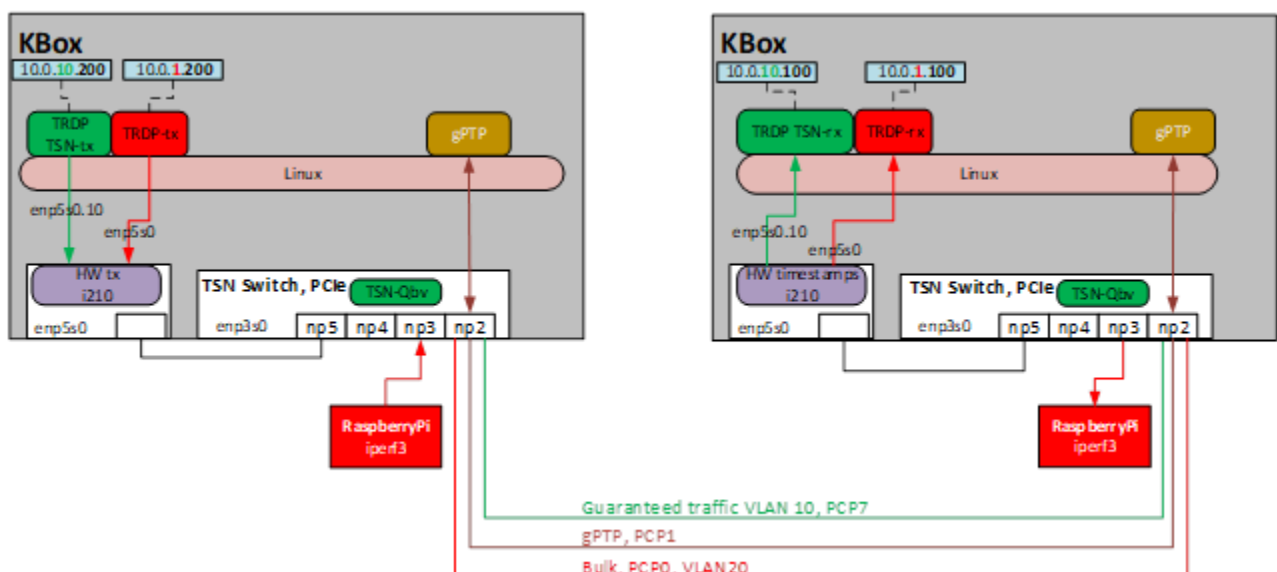 KBox
10.0.10.200
10.0.1.200
TRDP
TSN-tx
TRDP-tx
gPTP
Linux
enp5s0.10
enp5s0
HW tx
i210
TSN Switch, PCIe
TSN-Qbv
enp5s0
enp3s0
np5
np4
np3
np2
RaspberryPi
iperf3
KBox
10.0.10.100
10.0.1.100
TRDP TSN-rx
TRDP-rx
gPTP
Linux
enp5s0.10
enp5s0
HW timestamps
i210
TSN Switch, PCIe
TSN-Qbv
enp5s0
enp3s0
np5
np4
np3
np2
RaspberryPi
iperf3
Guaranteed traffic VLAN 10, PCP7
gPTP, PCP1
Bulk, PCP0, VLAN20